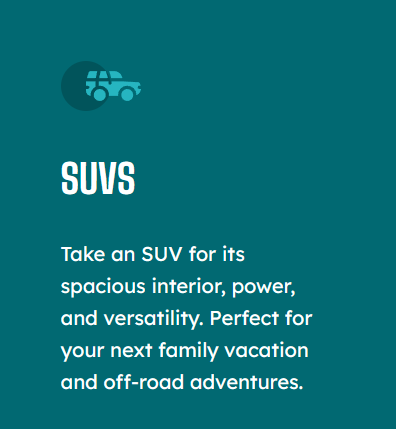 SUVS
Take an SUV for its
spacious interior, power,
and versatility. Perfect for
your next family vacation
and off-road adventures.